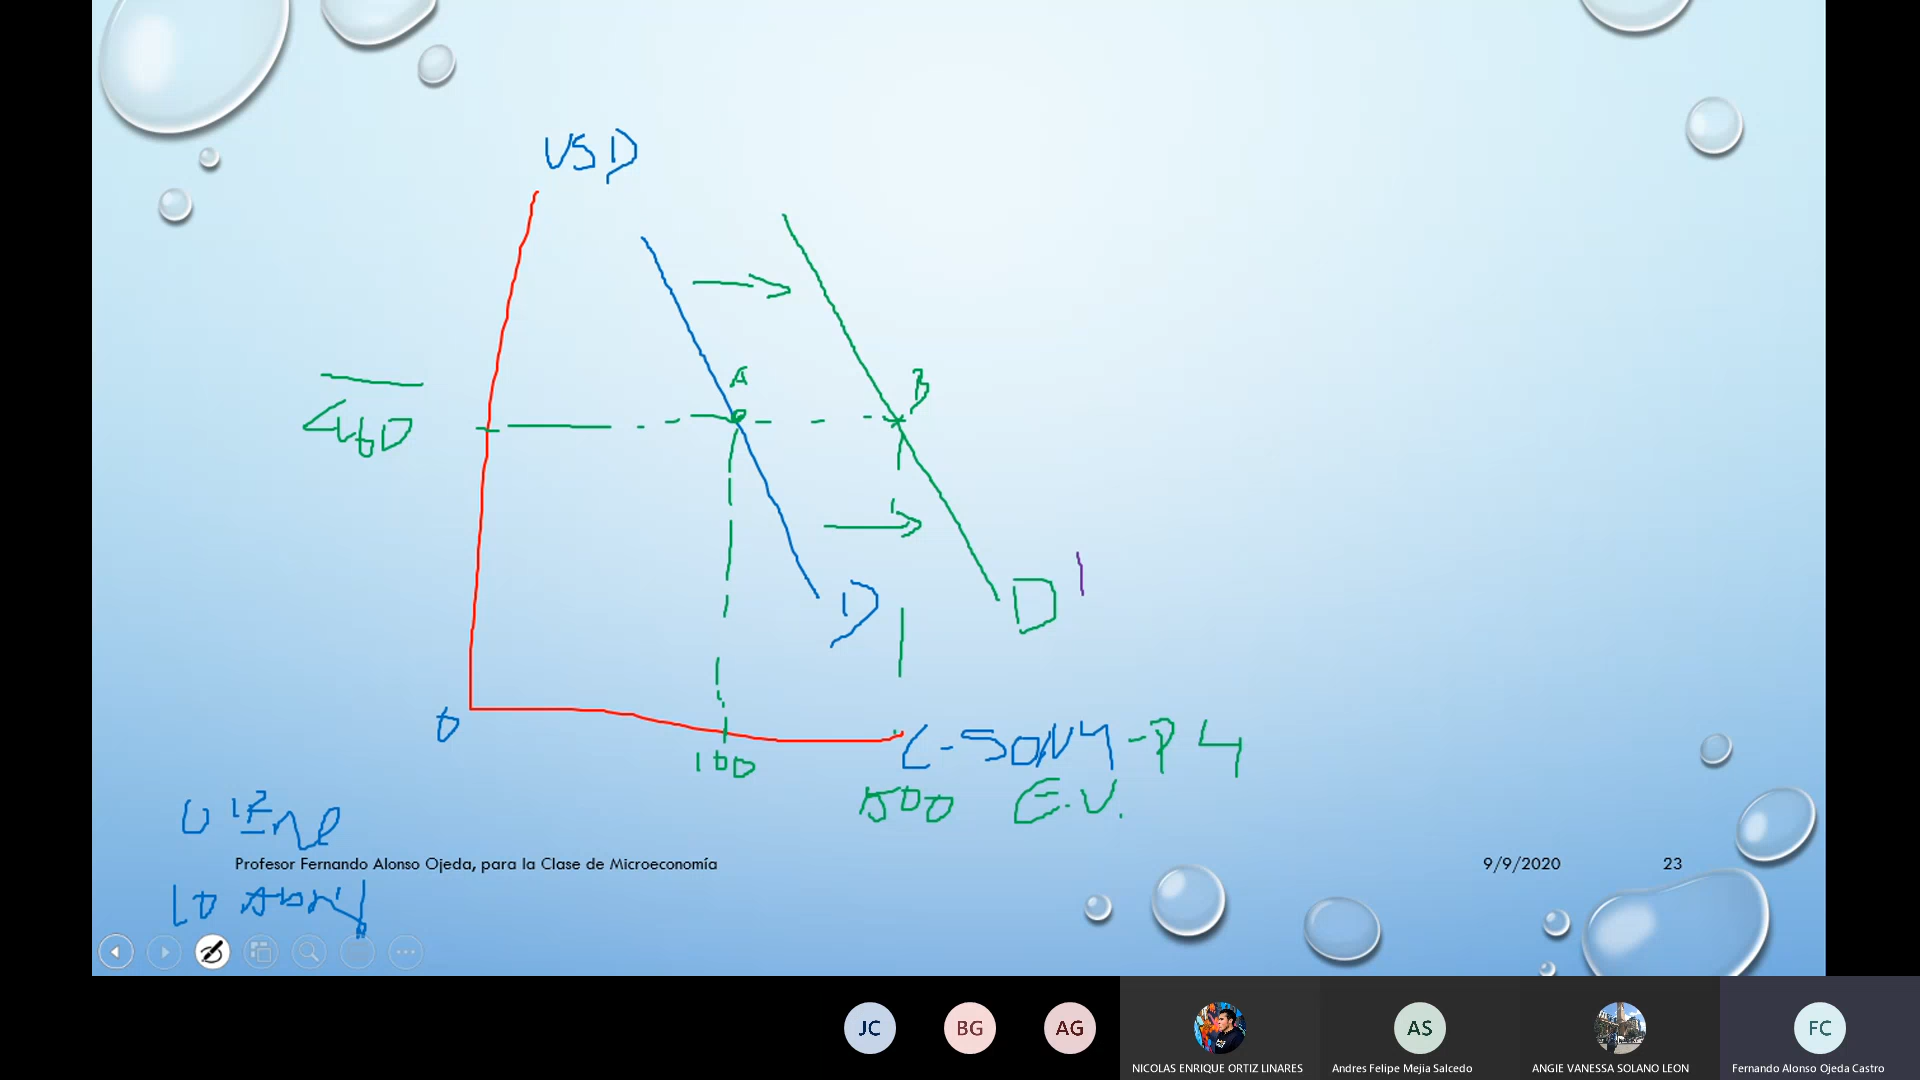 USD
A
B
D
D'
0
100
C-SONY-P4
500 E.V.
Profesor Fernando Alonso Ojeda, para la Clase de Microeconomía
9/9/2020
23
JC
BG
AG
AS
FC
NICOLAS ENRIQUE ORTIZ LINARES
Andres Felipe Mejia Salcedo
ANGIE VANESSA SOLANO LEON
Fernando Alonso Ojeda Castro